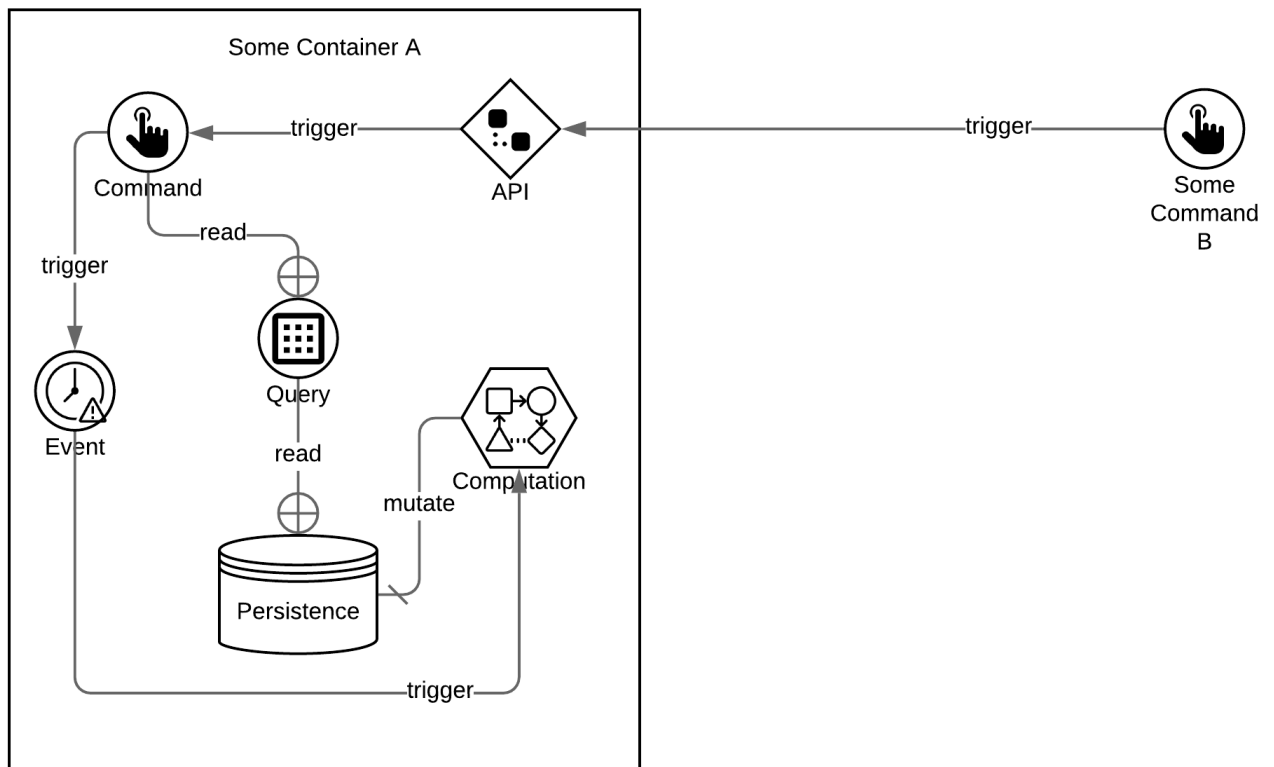 Some Container A
trigger
trigger
Command
API
Some
Command
B
read
trigger
Query
Event
read
Computation
mutate
Persistence
trigger